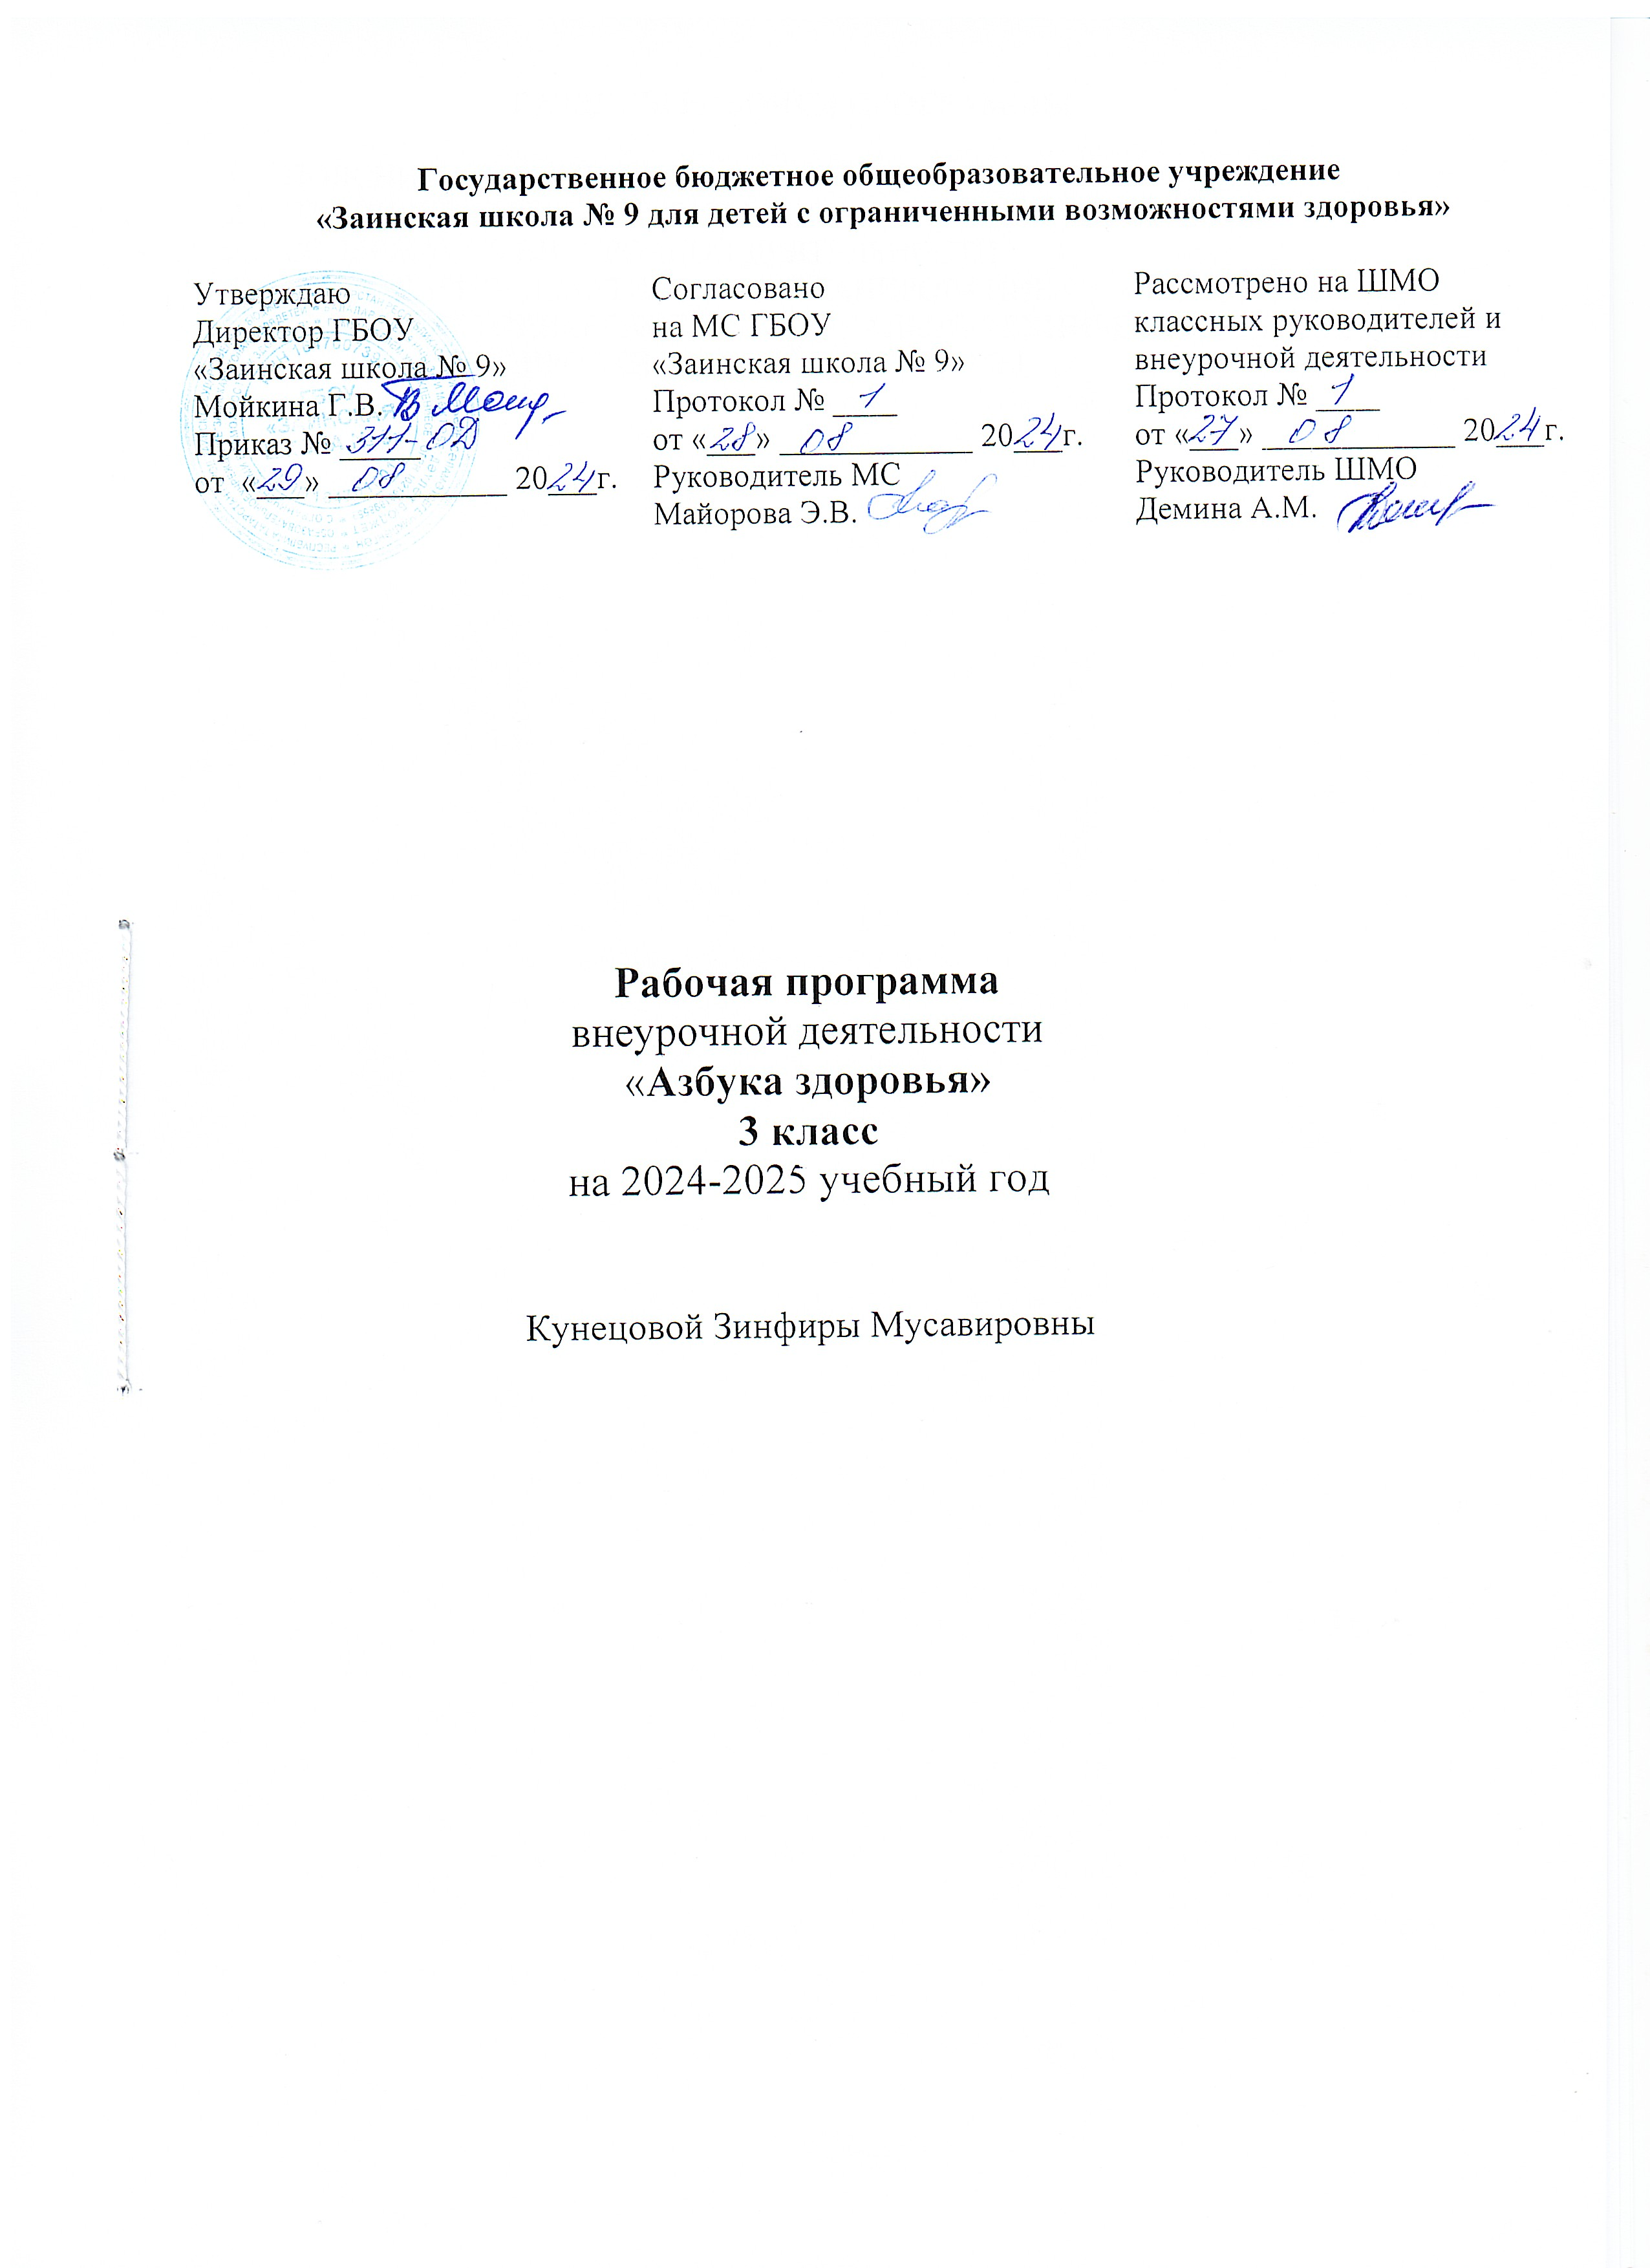 Государственное бюджетное общеобразовательное учреждение
«Заинская школа № 9 для детей с ограниченными возможностями здоровья»
Утверждаю
Директор ГБОУ
«Заинская школа № 9»
Мойкина Г.В.
Приказ № 311-ОД
от «29» 08 2024г.
Согласовано
на МС ГБОУ
«Заинская школа № 9»
Протокол № 1
от «28» 08 2024г.
Руководитель МС
Майорова Э.В.
Рассмотрено на ШМО
классных руководителей и
внеурочной деятельности
Протокол № 1
от «27» 08 2024г.
Руководитель ШМО
Демина А.М.
Рабочая программа
внеурочной деятельности
«Азбука здоровья»
3 класс
на 2024-2025 учебный год
Кунецовой Зинфиры Мусавировны